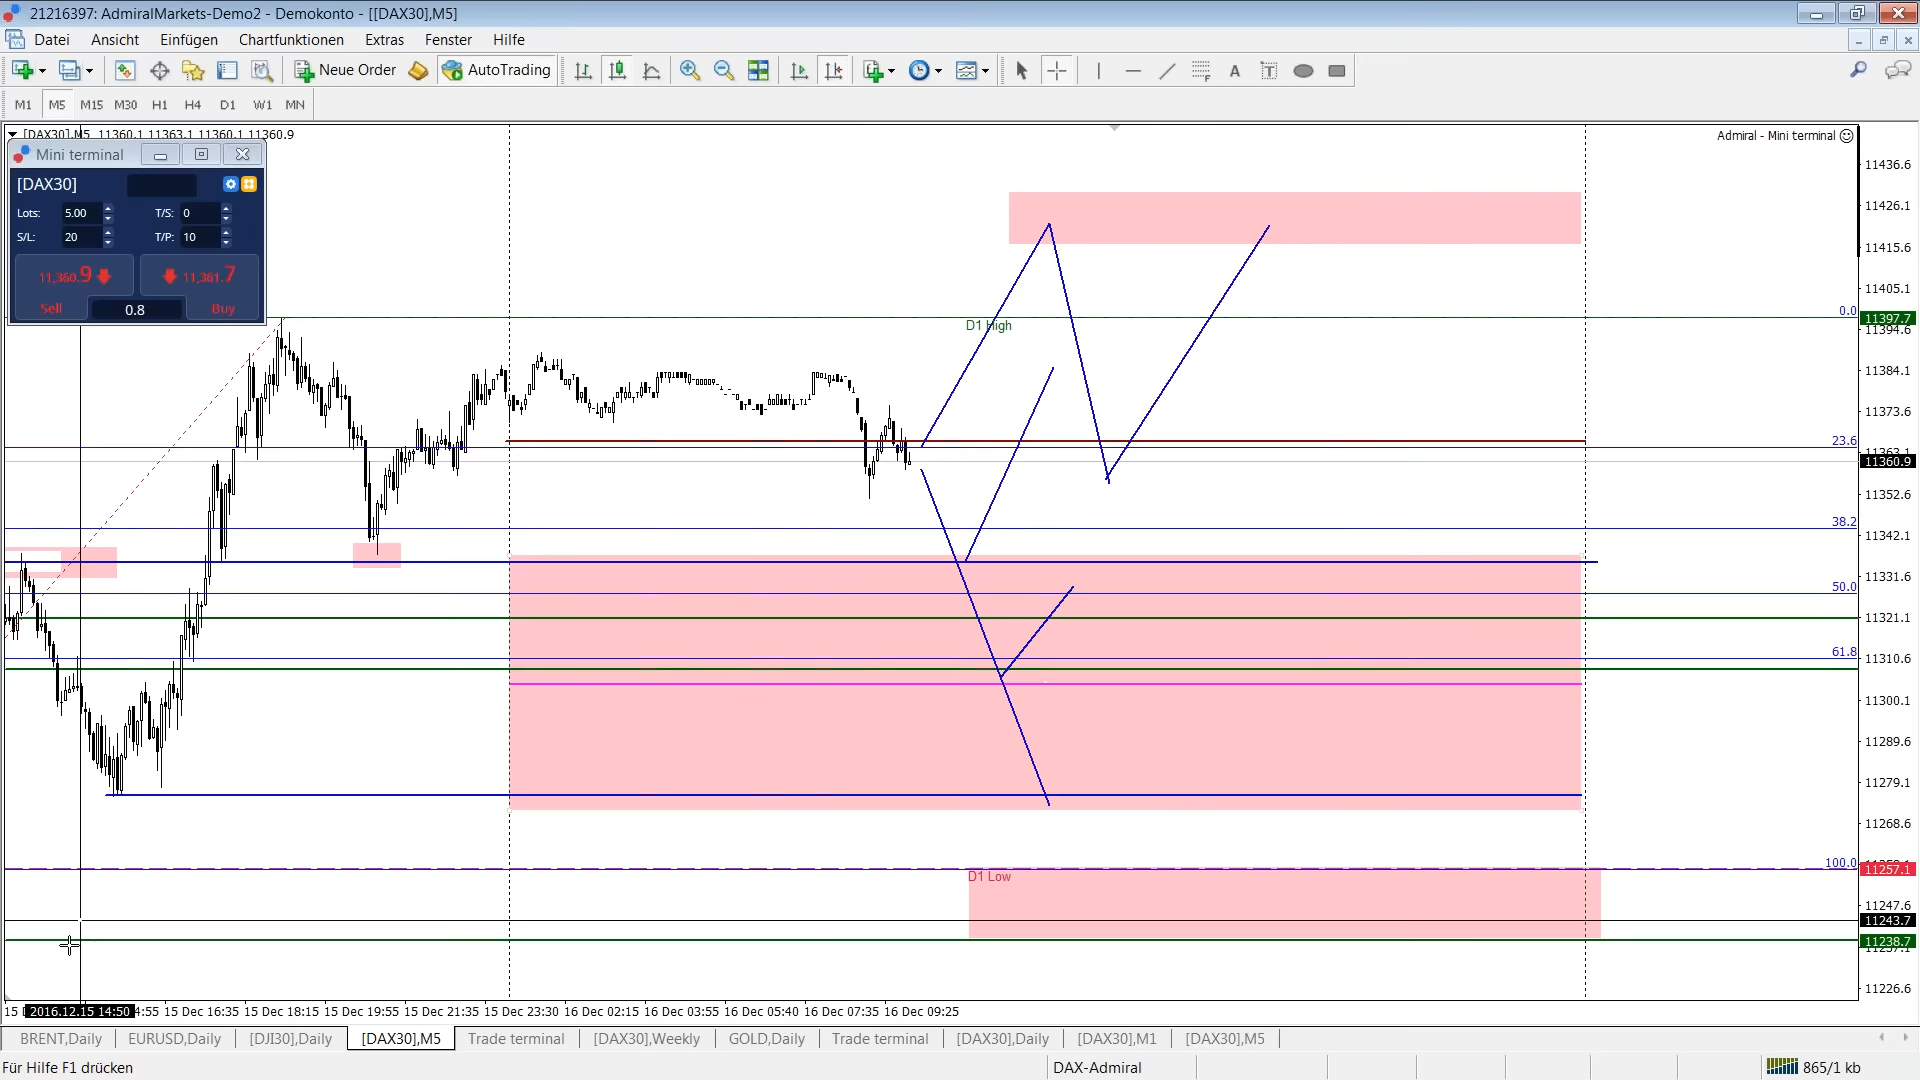 21216397: AdmiralMarkets-Demo2 - Demokonto - [[DAX30],M5]
Datei Ansicht Einfügen Chartfunktionen Extras Fenster Hilfe
Neue Order AutoTrading A T
M1 M5 M15 M30 H1 H4 D1 W1 MN
[DAX30],M5 11360.1 11363.1 11360.1 11360.9
Admiral - Mini terminal
Mini terminal
[DAX30]
Lots: 5.00 T/S: 0
S/L: 20 T/P: 10
11,360.9 11,361.7
Sell 0.8 Buy
11436.6
11426.1
11415.6
11405.1
0.0 11397.7
D1 High
11394.6
11384.1
11373.6
23.6
11363.1
11360.9
11352.6
38.2
11342.1
11331.6
50.0
11321.1
61.8
11310.6
11300.1
11289.6
11279.1
11268.6
100.0
11257.1
D1 Low
11247.6
11243.7
11238.7
11226.6
15 2016.12.15 14:50 4:55 15 Dec 16:35 15 Dec 18:15 15 Dec 19:55 15 Dec 21:35 15 Dec 23:30 16 Dec 02:15 16 Dec 03:55 16 Dec 05:40 16 Dec 07:35 16 Dec 09:25
BRENT,Daily EURUSD,Daily [DJI30],Daily [DAX30],M5 Trade terminal [DAX30],Weekly GOLD,Daily Trade terminal [DAX30],Daily [DAX30],M1 [DAX30],M5
Für Hilfe F1 drücken DAX-Admiral 865/1 kb